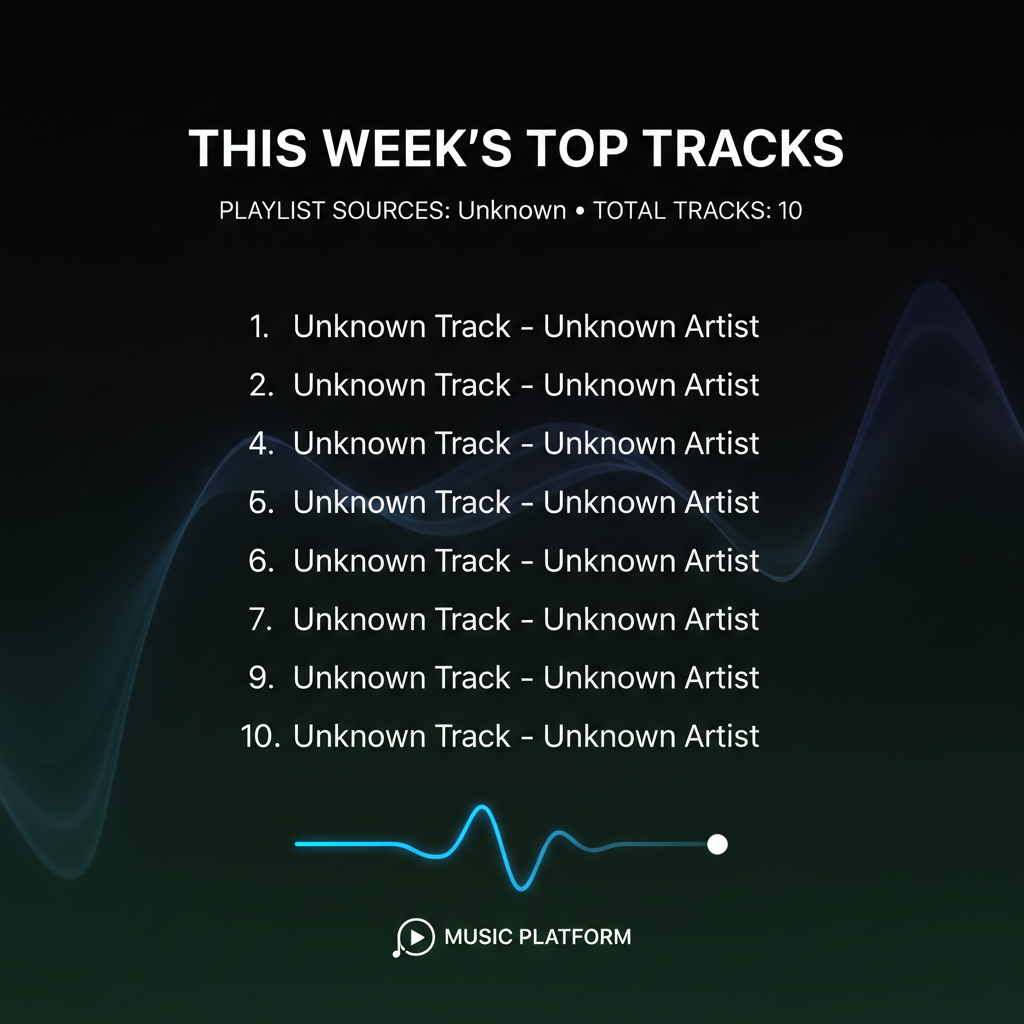 THIS WEEK'S TOP TRACKS
PLAYLIST SOURCES: Unknown • TOTAL TRACKS: 10
1. Unknown Track - Unknown Artist
2. Unknown Track - Unknown Artist
4. Unknown Track - Unknown Artist
6. Unknown Track - Unknown Artist
6. Unknown Track - Unknown Artist
7. Unknown Track - Unknown Artist
9. Unknown Track - Unknown Artist
10. Unknown Track - Unknown Artist
MUSIC PLATFORM